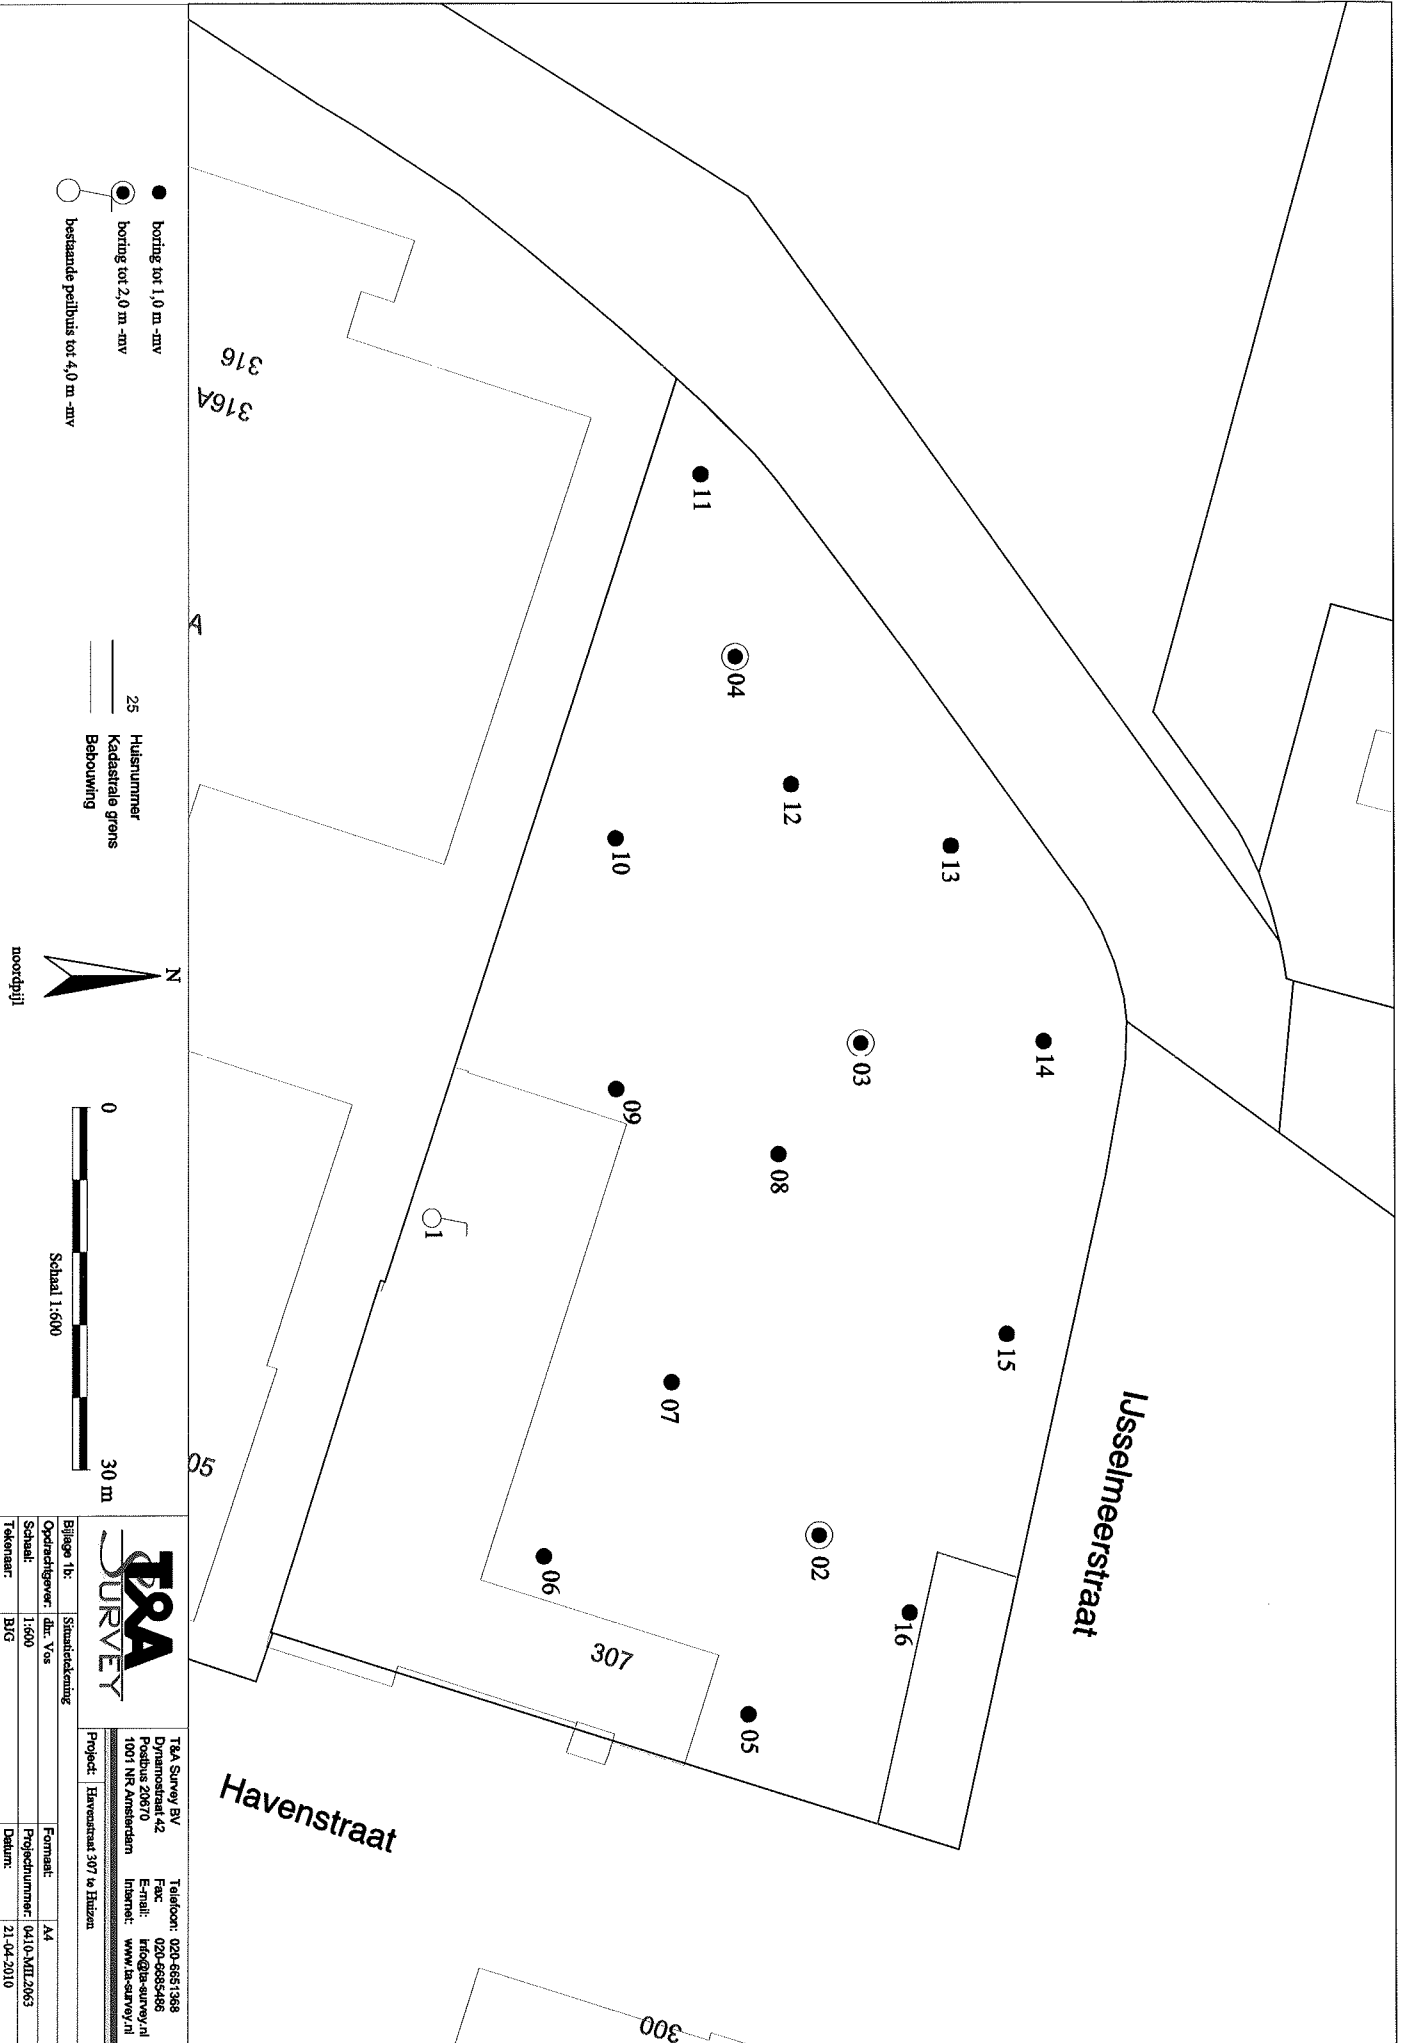 IJsselmeerstraat
Havenstraat
11
04
12
13
10
14
03
09
08
1
15
07
02
06
16
05
307
300
316
316A
A
05
boring tot 1,0 m -mv
boring tot 2,0 m -mv
bestaande peilbuis tot 4,0 m -mv
25 Huisnummer
Kadastrale grens
Bebouwing
N
noordpijl
0 30 m
Schaal 1:600
T&A
SURVEY
T&A Survey BV Telefoon: 020-6651368
Dynamostraat 42 Fax: 020-6685486
Postbus 20670 E-mail: info@ta-survey.nl
1001 NR Amsterdam Internet: www.ta-survey.nl
Project: Havenstraat 307 te Huizen
Bijlage 1b: Situatietekening
Opdrachtgever: dhr. Vos Formaat: A4
Schaal: 1:600 Projectnummer: 0410-MIL2063
Tekenaar: BJG Datum: 21-04-2010